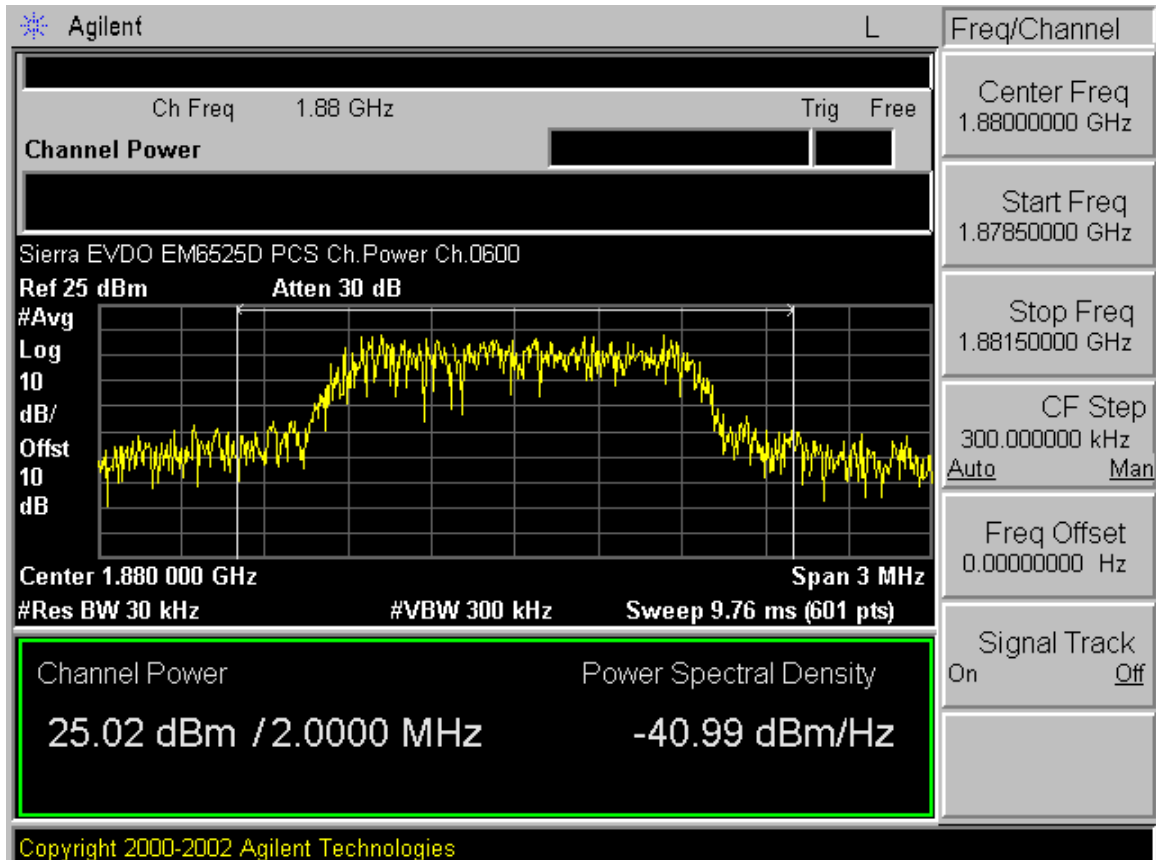 Agilent L
Ch Freq 1.88 GHz Trig Free
Channel Power
Sierra EVDO EM6525D PCS Ch.Power Ch.0600
Ref 25 dBm Atten 30 dB
#Avg
Log
10
dB/
Offst
10
dB
Center 1.880 000 GHz Span 3 MHz
#Res BW 30 kHz #VBW 300 kHz Sweep 9.76 ms (601 pts)
Channel Power Power Spectral Density
25.02 dBm / 2.0000 MHz -40.99 dBm/Hz
Copyright 2000-2002 Agilent Technologies
Freq/Channel
Center Freq
1.88000000 GHz
Start Freq
1.87850000 GHz
Stop Freq
1.88150000 GHz
CF Step
300.000000 kHz
Auto Man
Freq Offset
0.00000000 Hz
Signal Track
On Off